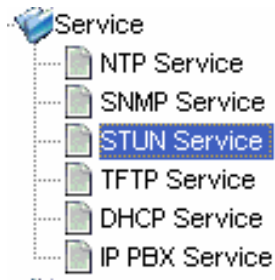 Service
NTP Service
SNMP Service
STUN Service
TFTP Service
DHCP Service
IP PBX Service